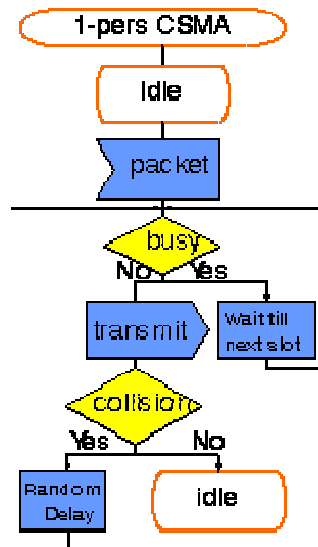 1-pers CSMA
Idle
packet
busy
No Yes
transmit
Wait till
next slot
collision
Yes No
Random
Delay
idle